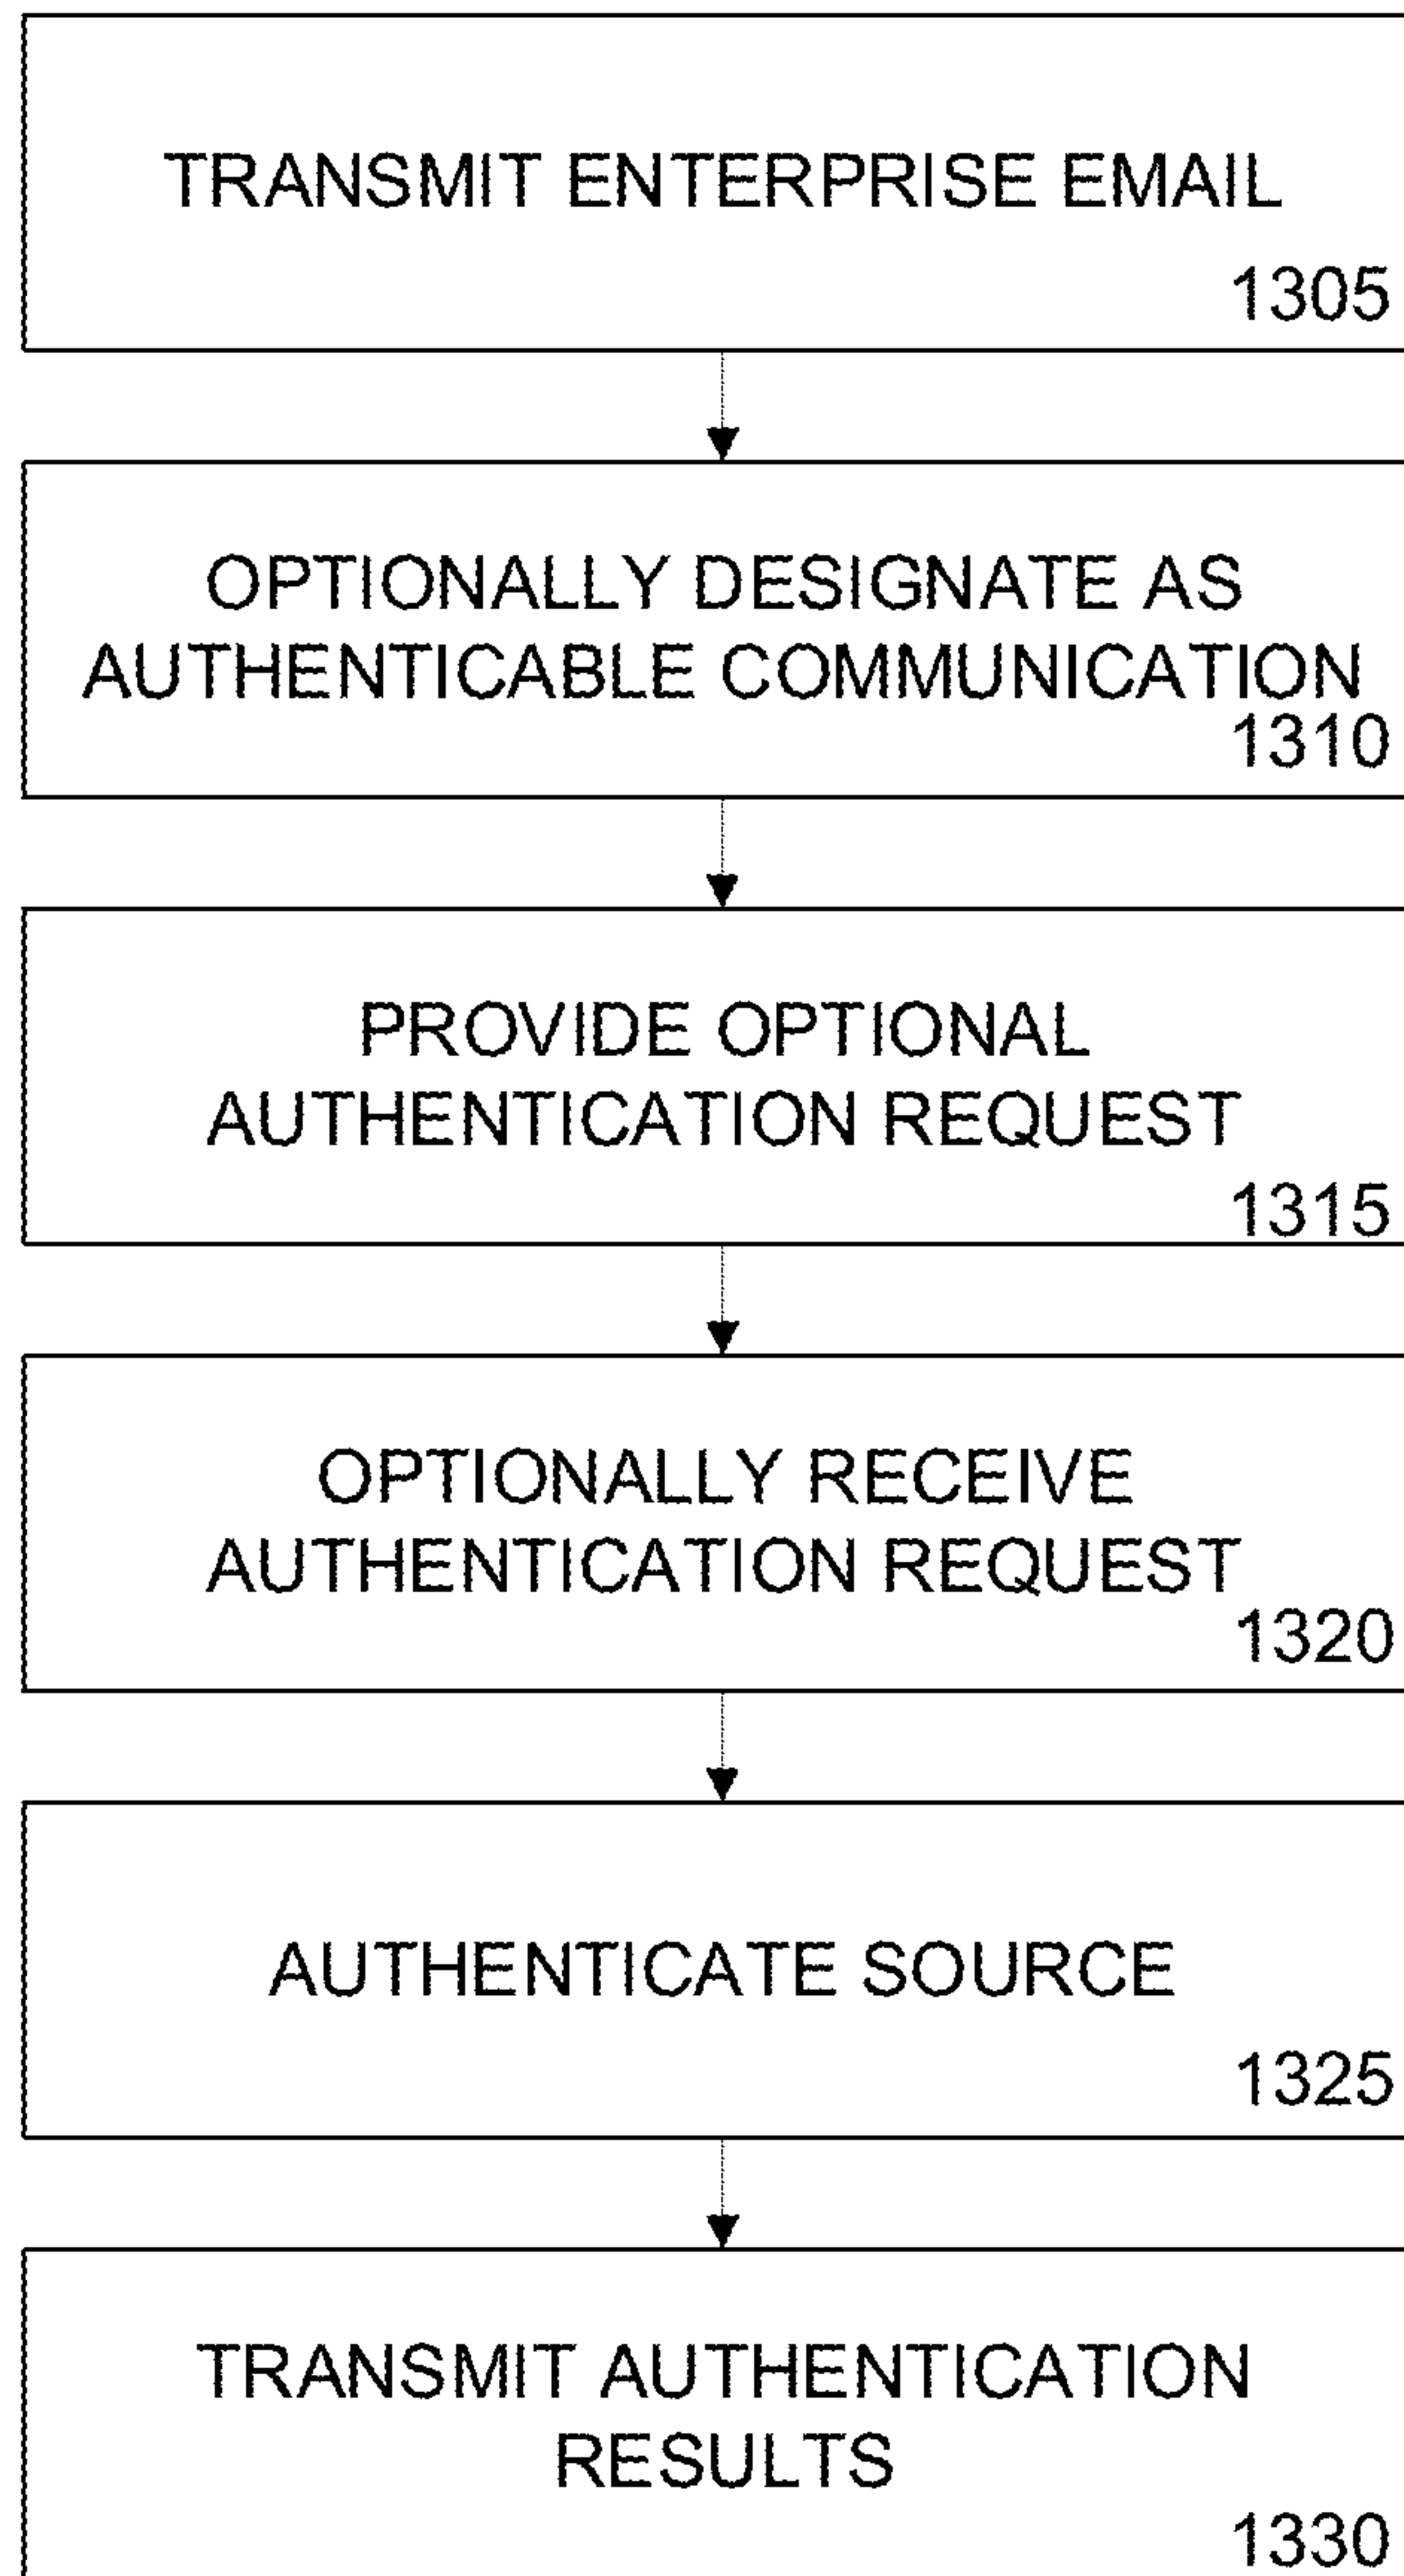 TRANSMIT ENTERPRISE EMAIL
1305
OPTIONALLY DESIGNATE AS
AUTHENTICABLE COMMUNICATION
1310
PROVIDE OPTIONAL
AUTHENTICATION REQUEST
1315
OPTIONALLY RECEIVE
AUTHENTICATION REQUEST
1320
AUTHENTICATE SOURCE
1325
TRANSMIT AUTHENTICATION
RESULTS
1330